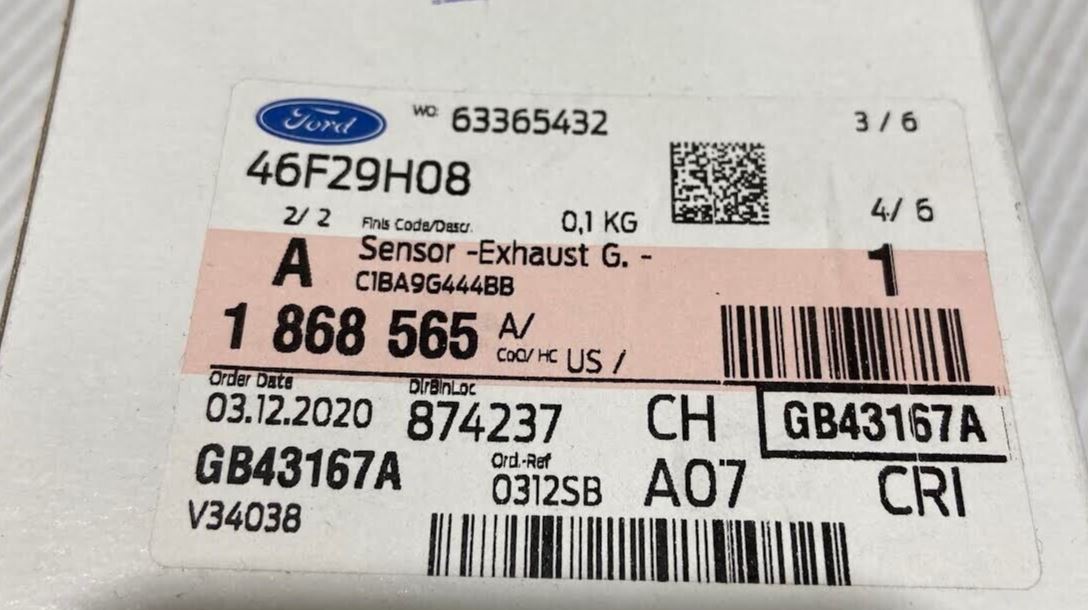 Ford WO: 63365432 3 / 6
46F29H08
2/ 2 Finis Code/Descr. 0,1 KG 4/ 6
A Sensor -Exhaust G. - 1
C1BA9G444BB
1 868 565 A/
CoO/ HC US /
Order Date DlrBinLoc
03.12.2020 874237 CH GB43167A
GB43167A Ord.-Ref A07 CRI
V34038 0312SB